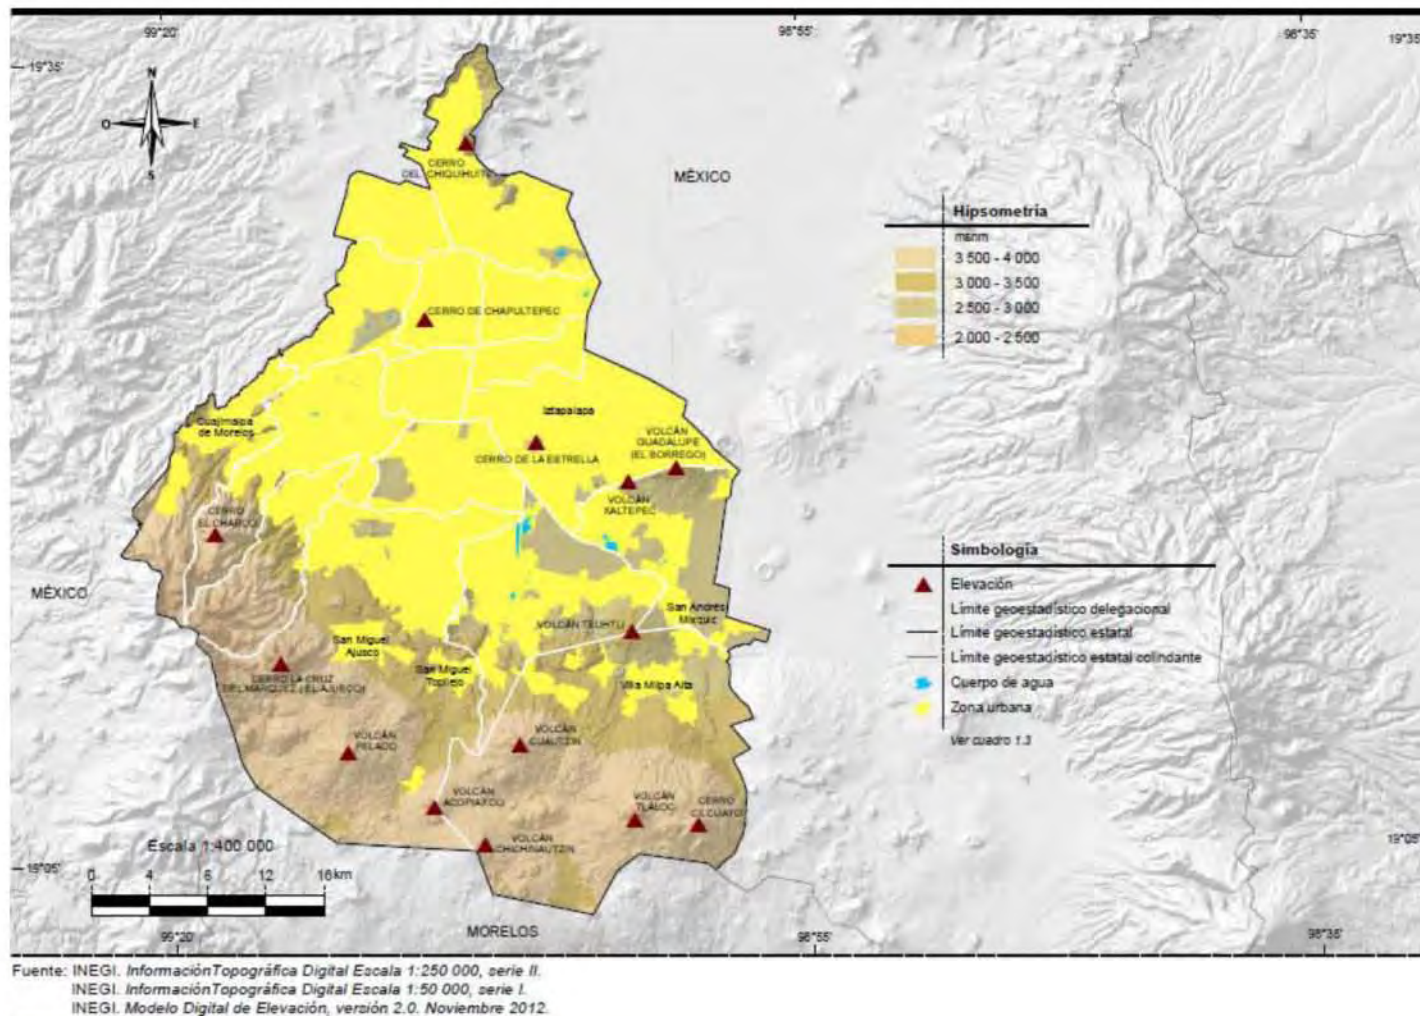 99°20'
98°55'
98°35'
19°35'
19°35'
N
O
E
S
CERRO
DEL CHIQUIHUITE
MÉXICO
Hipsometría
msnm
3 500 - 4 000
3 000 - 3 500
2 500 - 3 000
2 000 - 2 500
CERRO DE CHAPULTEPEC
Cuajimalpa
de Morelos
Iztapalapa
CERRO DE LA ESTRELLA
VOLCÁN
GUADALUPE
(EL BORREGO)
VOLCÁN
XALTEPEC
CERRO
EL CHARCO
MÉXICO
Simbología
Elevación
Límite geoestadístico delegacional
Límite geoestadístico estatal
Límite geoestadístico estatal colindante
Cuerpo de agua
Zona urbana
Ver cuadro 1.3
VOLCÁN TEUHTLI
San Andrés
Mixquic
San Miguel
Ajusco
San Miguel
Topilejo
Villa Milpa Alta
CERRO LA CRUZ
DEL MARQUEZ (EL AJUSCO)
VOLCÁN
PELADO
VOLCÁN
CUAUTZIN
VOLCÁN
ACOPIAXCO
VOLCÁN
TLÁLOC
CERRO
VOLCÁN
CHICHINAUTZIN
Escala 1:400 000
19°05'
19°05'
0 4 8 12 16km
MORELOS
99°20'
98°55'
98°35'
Fuente: INEGI. Información Topográfica Digital Escala 1:250 000, serie II.
INEGI. Información Topográfica Digital Escala 1:50 000, serie I.
INEGI. Modelo Digital de Elevación, versión 2.0. Noviembre 2012.